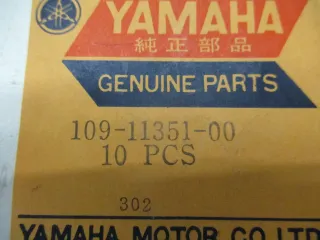 YAMAHA
純正部品
GENUINE PARTS
109-11351-00
10 PCS
302
YAMAHA MOTOR CO. LTD